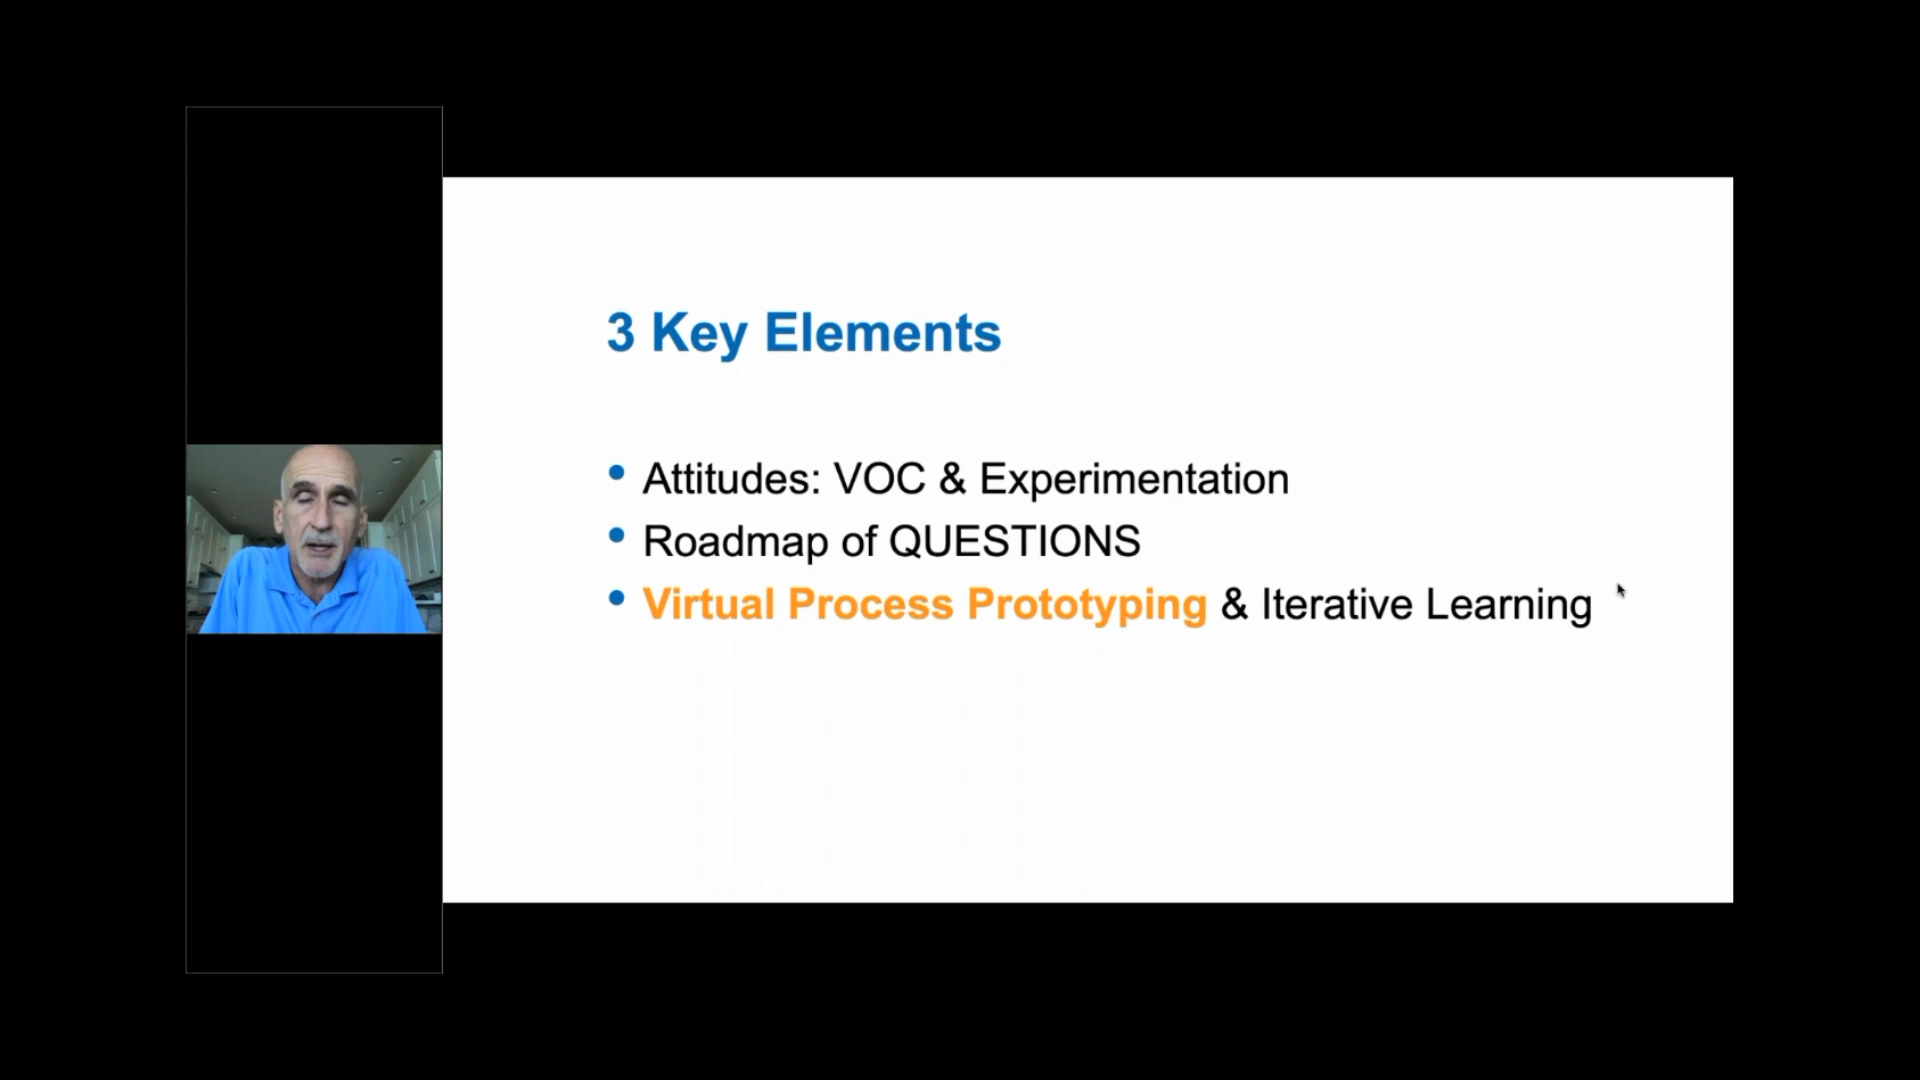 3 Key Elements
• Attitudes: VOC & Experimentation
• Roadmap of QUESTIONS
• Virtual Process Prototyping & Iterative Learning